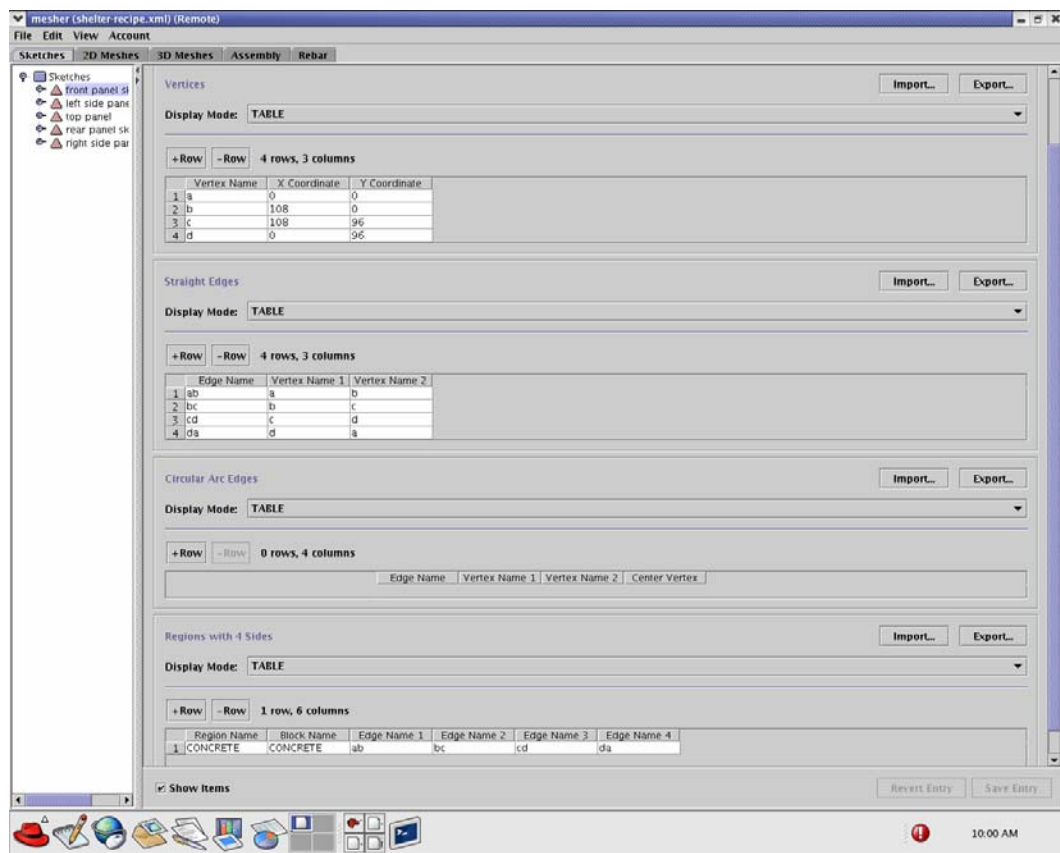 mesher (shelter-recipe.xml) (Remote)
File Edit View Account
Sketches 2D Meshes 3D Meshes Assembly Rebar
Sketches
front panel sl
left side pane
top panel
rear panel sk
right side par
Vertices Import... Export...
Display Mode: TABLE
+Row -Row 4 rows, 3 columns
Vertex Name X Coordinate Y Coordinate
1 a 0 0
2 b 108 0
3 c 108 96
4 d 0 96
Straight Edges Import... Export...
Display Mode: TABLE
+Row -Row 4 rows, 3 columns
Edge Name Vertex Name 1 Vertex Name 2
1 ab a b
2 bc b c
3 cd c d
4 da d a
Circular Arc Edges Import... Export...
Display Mode: TABLE
+Row -Row 0 rows, 4 columns
Edge Name Vertex Name 1 Vertex Name 2 Center Vertex
Regions with 4 Sides Import... Export...
Display Mode: TABLE
+Row -Row 1 row, 6 columns
Region Name Block Name Edge Name 1 Edge Name 2 Edge Name 3 Edge Name 4
1 CONCRETE CONCRETE ab bc cd da
Show Items Revert Entry Save Entry
10:00 AM